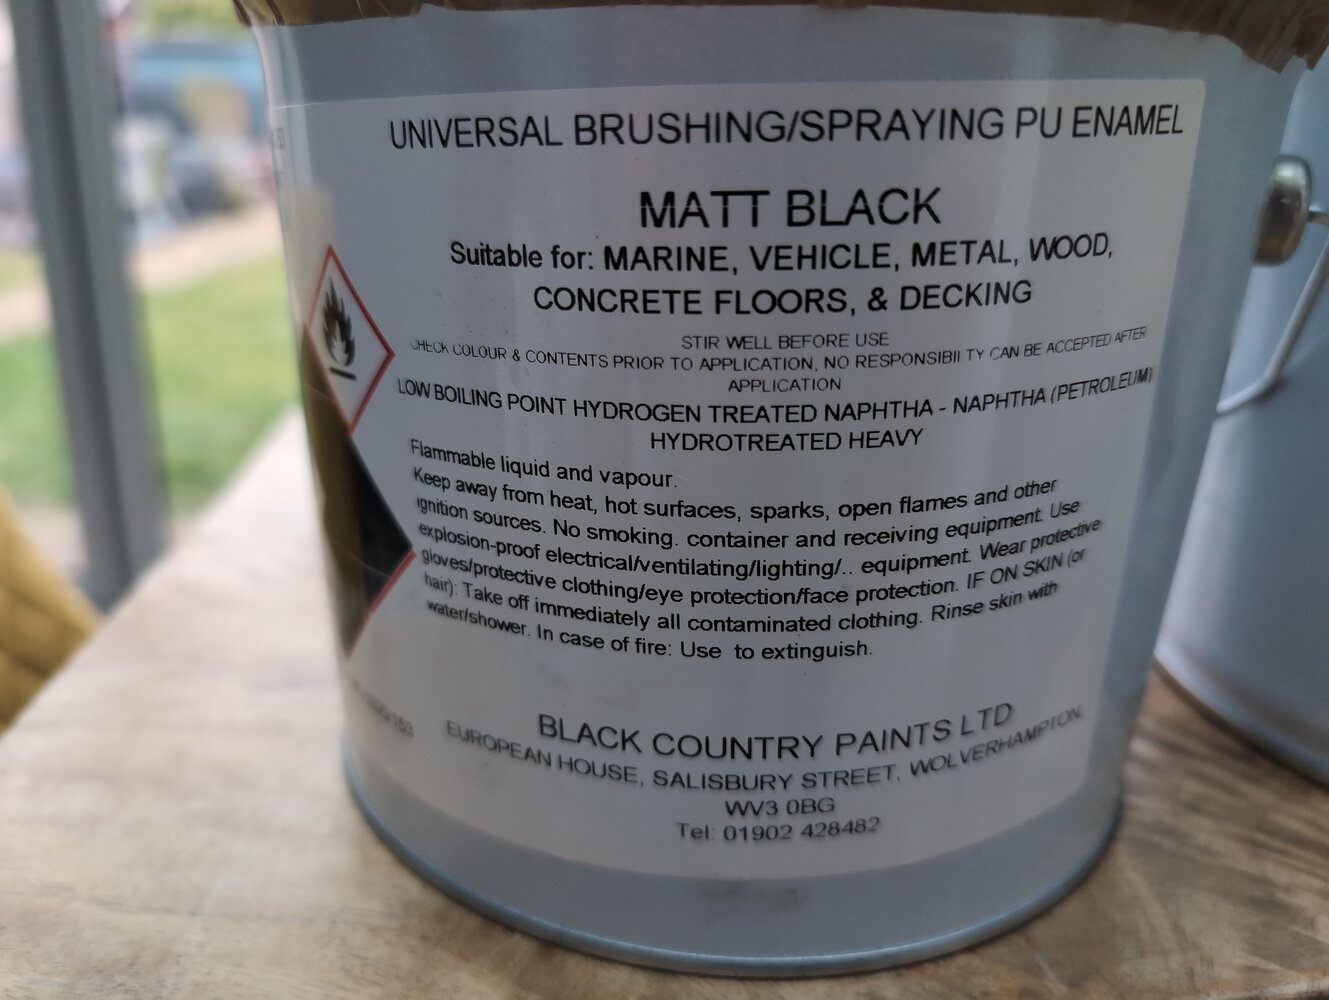 UNIVERSAL BRUSHING/SPRAYING PU ENAMEL
MATT BLACK
Suitable for: MARINE, VEHICLE, METAL, WOOD,
CONCRETE FLOORS, & DECKING
STIR WELL BEFORE USE
CHECK COLOUR & CONTENTS PRIOR TO APPLICATION, NO RESPONSIBILITY CAN BE ACCEPTED AFTER
APPLICATION
LOW BOILING POINT HYDROGEN TREATED NAPHTHA - NAPHTHA (PETROLEUM)
HYDROTREATED HEAVY
Flammable liquid and vapour.
Keep away from heat, hot surfaces, sparks, open flames and other
ignition sources. No smoking. container and receiving equipment. Use
explosion-proof electrical/ventilating/lighting/.. equipment. Wear protective
gloves/protective clothing/eye protection/face protection. IF ON SKIN (or
hair): Take off immediately all contaminated clothing. Rinse skin with
water/shower. In case of fire: Use  to extinguish.
BLACK COUNTRY PAINTS LTD
EUROPEAN HOUSE, SALISBURY STREET, WOLVERHAMPTON,
WV3 0BG
Tel: 01902 428482